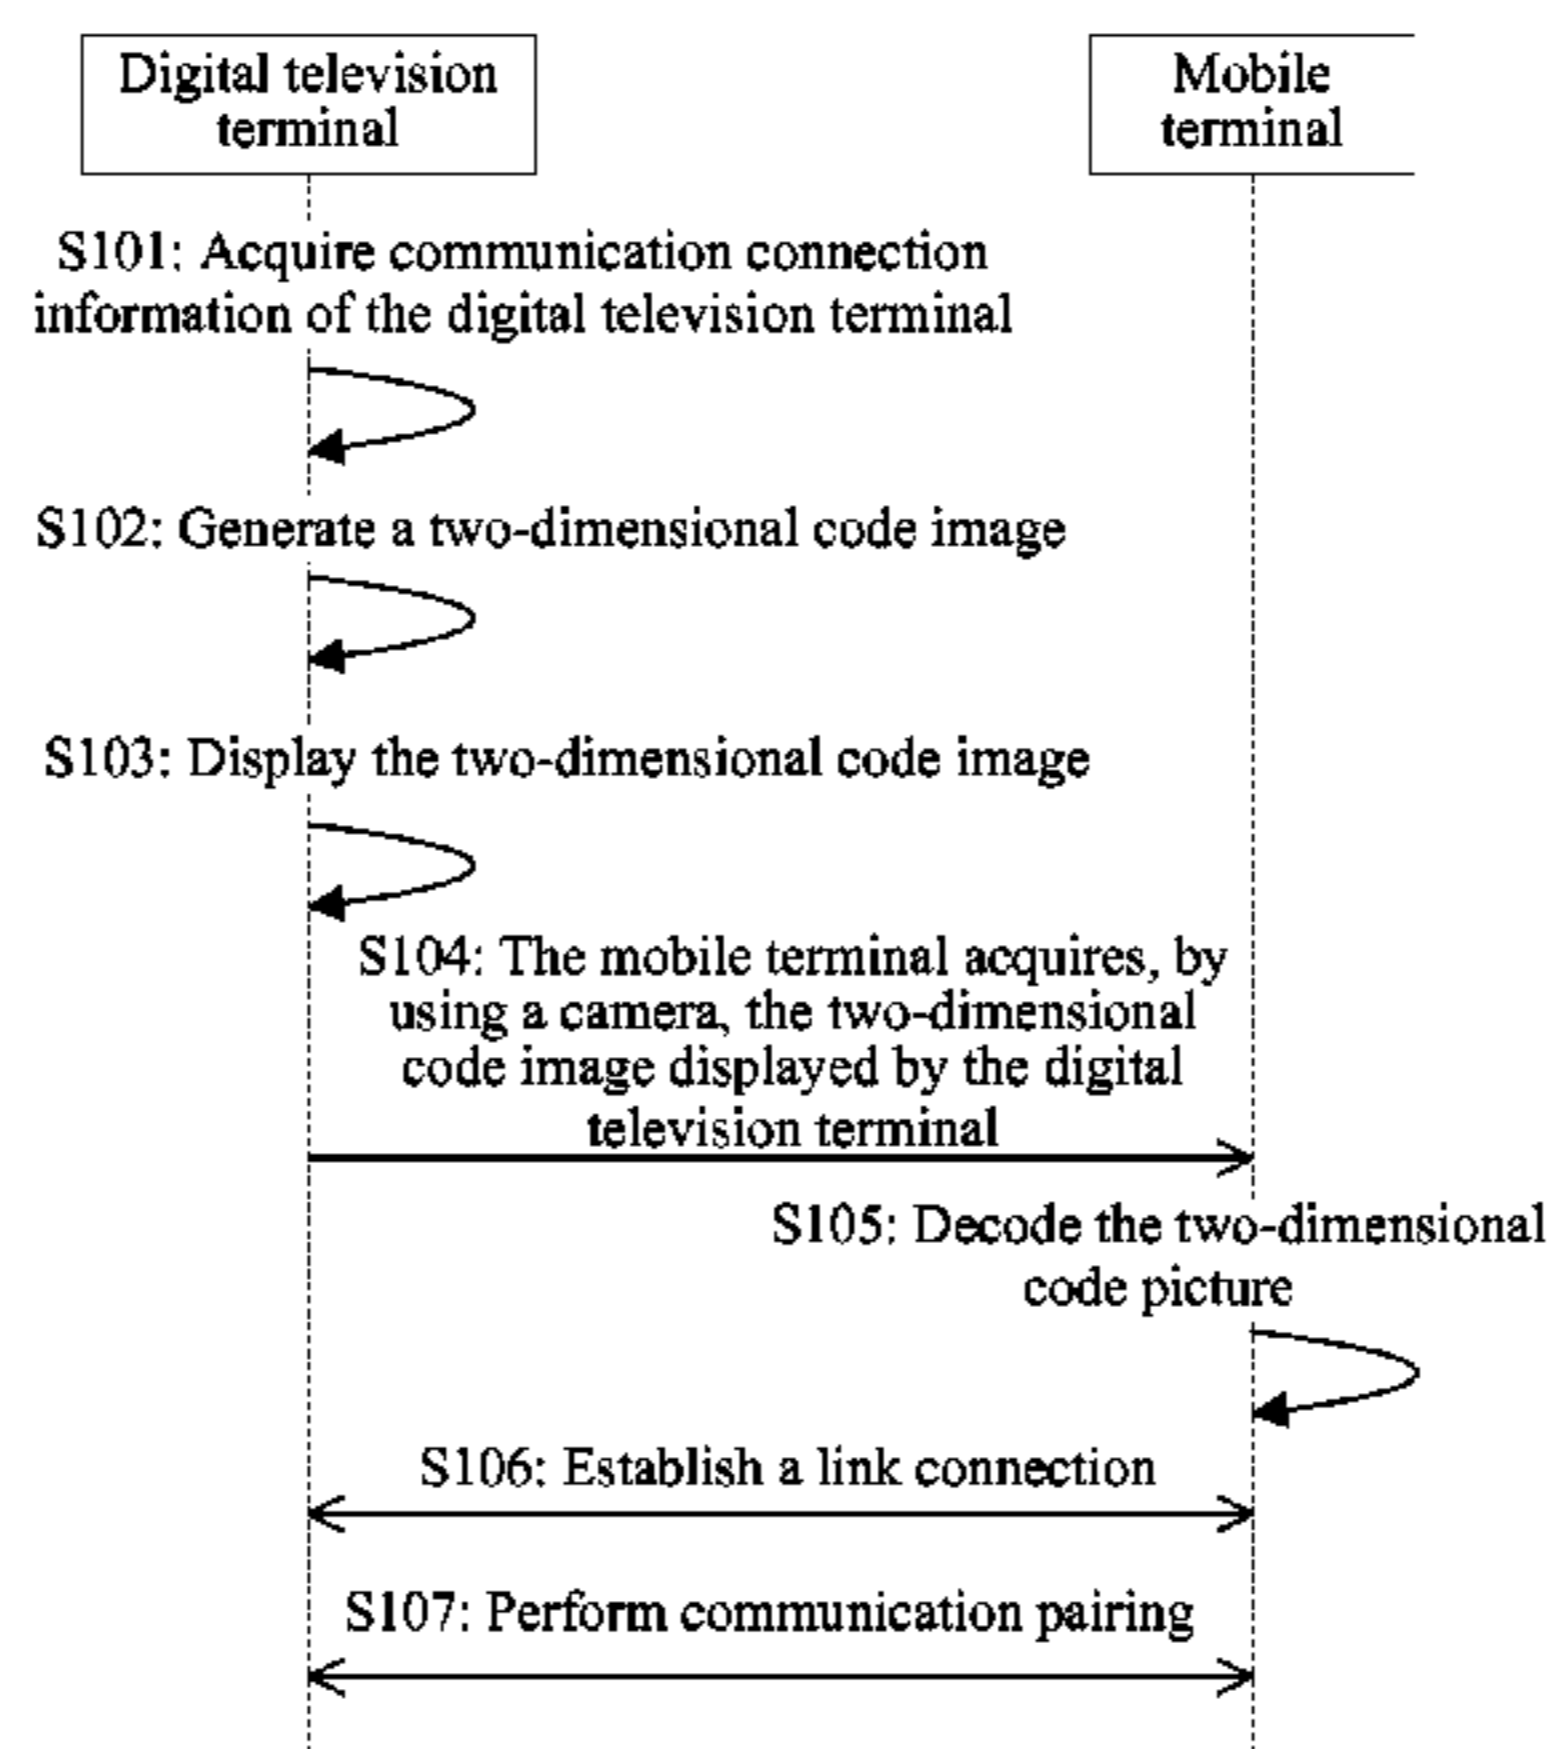 Digital television
terminal
Mobile
terminal
S101: Acquire communication connection
information of the digital television terminal
S102: Generate a two-dimensional code image
S103: Display the two-dimensional code image
S104: The mobile terminal acquires, by
using a camera, the two-dimensional
code image displayed by the digital
television terminal
S105: Decode the two-dimensional
code picture
S106: Establish a link connection
S107: Perform communication pairing